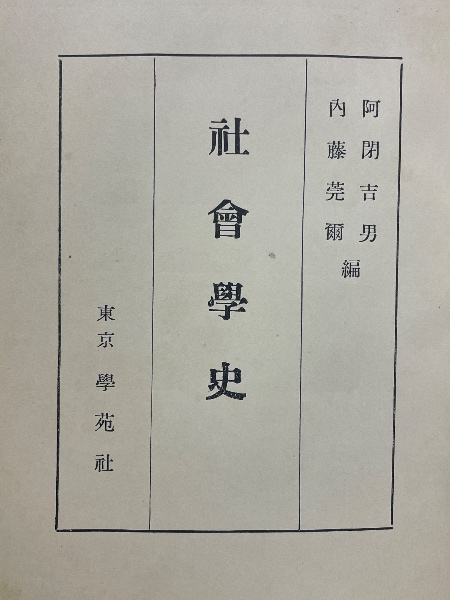 阿閉吉男
內藤莞爾
編
社會學史
東京 學苑社